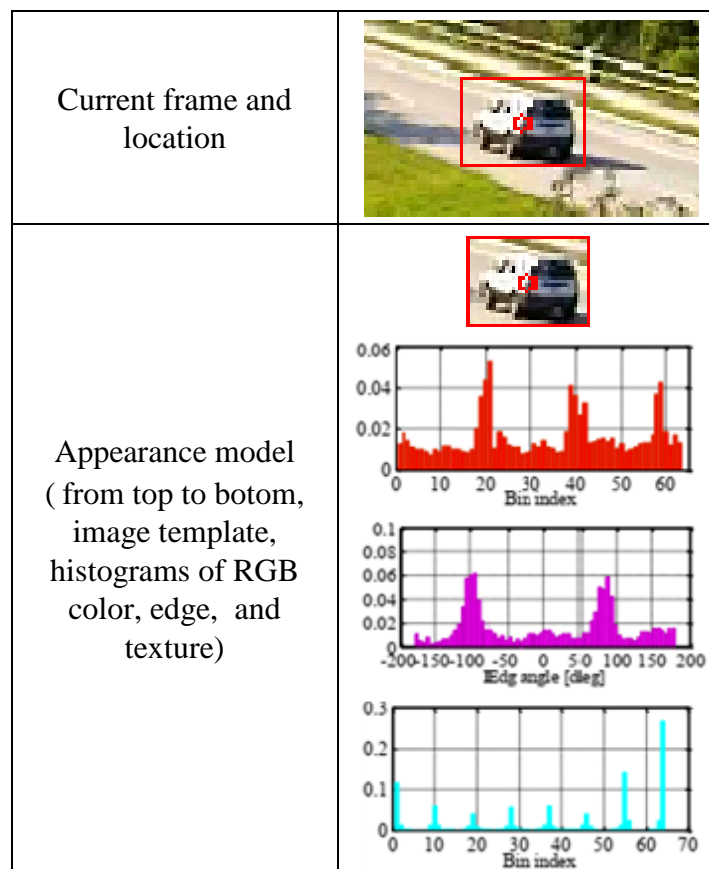 Current frame and
location
Appearance model
( from top to botom,
image template,
histograms of RGB
color, edge, and
texture)
0.06
0.04
0.02
0
0 10 20 30 40 50 60
Bin index
0.1
0.08
0.06
0.04
0.02
0
-200 -150 -100 -50 0 50 100 150 200
Edg angle [deg]
0.3
0.2
0.1
0
0 10 20 30 40 50 60 70
Bin index